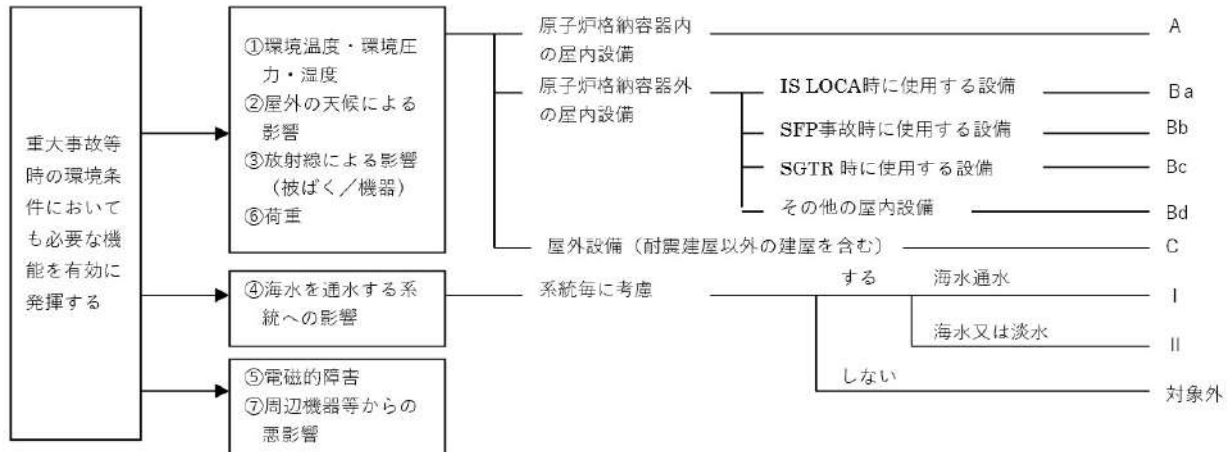 重大事故等
時の環境条
件において
も必要な機
能を有効に
発揮する
①環境温度・環境圧
力・湿度
②屋外の天候による
影響
③放射線による影響
（被ばく／機器）
⑥荷重
④海水を通水する系
統への影響
⑤電磁的障害
⑦周辺機器等からの
悪影響
原子炉格納容器内
の屋内設備
A
原子炉格納容器外
の屋内設備
IS LOCA時に使用する設備
Ba
SFP事故時に使用する設備
Bb
SGTR 時に使用する設備
Bc
その他の屋内設備
Bd
屋外設備（耐震建屋以外の建屋を含む）
C
系統毎に考慮
する
海水通水
I
海水又は淡水
II
しない
対象外